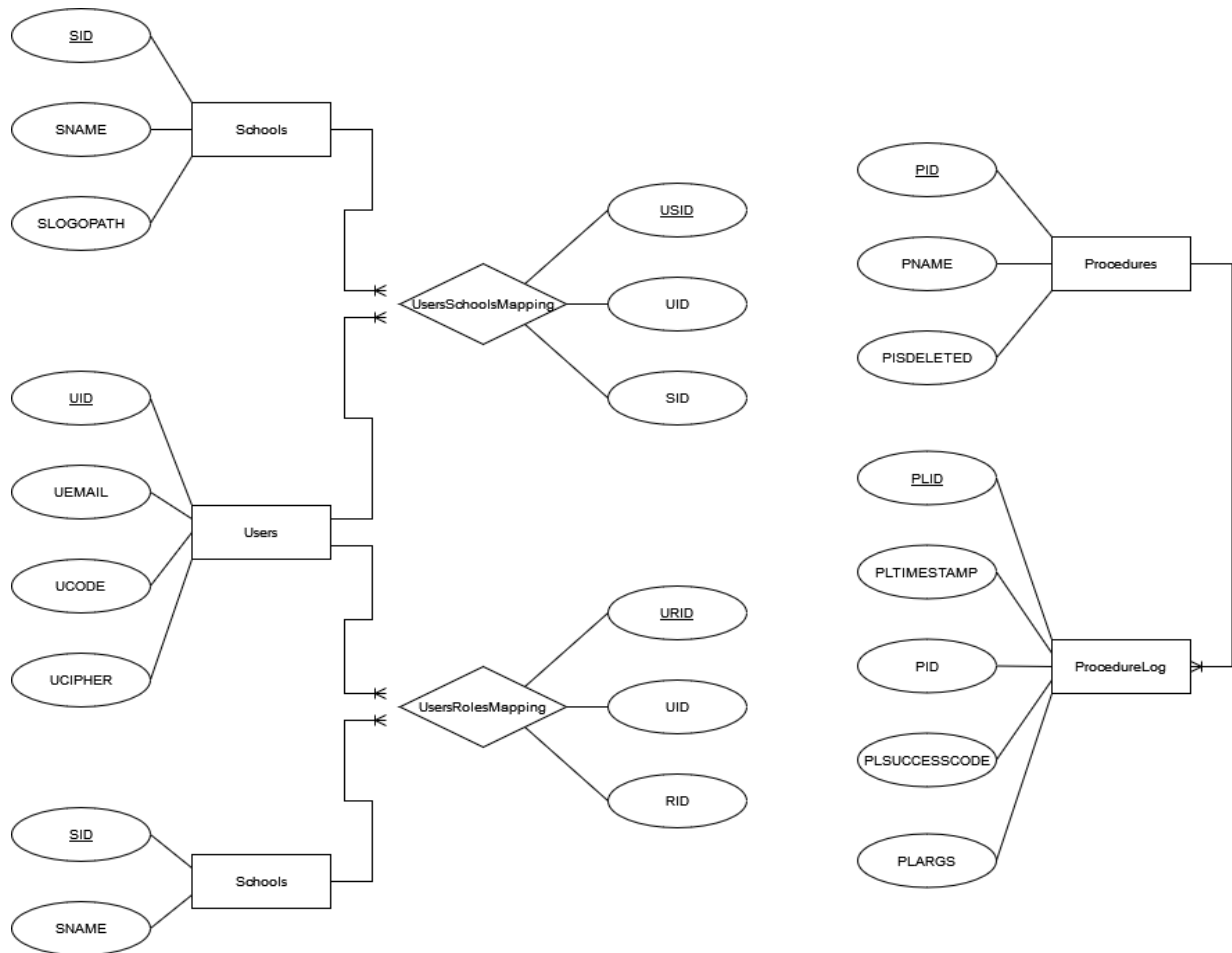 SID
SNAME
Schools
SLOGOPATH
USID
UsersSchoolsMapping
UID
SID
UID
UEMAIL
Users
UCODE
UCIPHER
URID
UsersRolesMapping
UID
RID
SID
Schools
SNAME
PID
PNAME
Procedures
PISDELETED
PLID
PLTIMESTAMP
PID
ProcedureLog
PLSUCCESSCODE
PLARGS